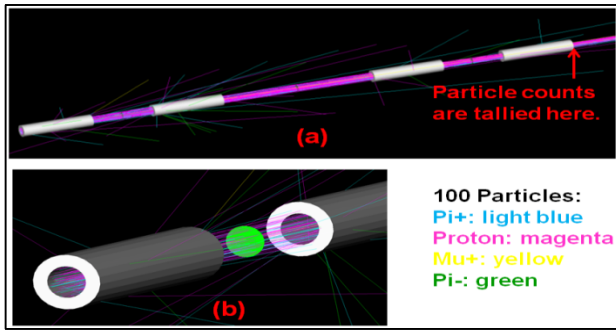 Particle counts
are tallied here.
(a)
(b)
100 Particles:
Pi+: light blue
Proton: magenta
Mu+: yellow
Pi-: green